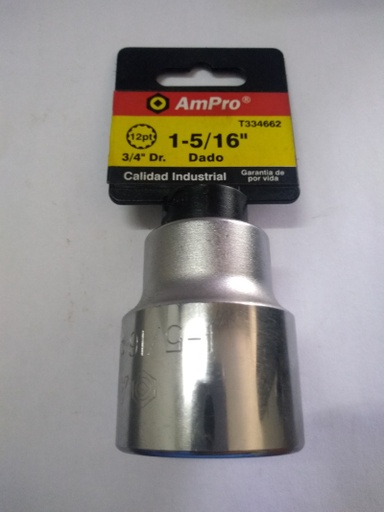 AmPro®
T334662
12pt 1-5/16"
3/4" Dr. Dado
Calidad Industrial Garantía de por vida